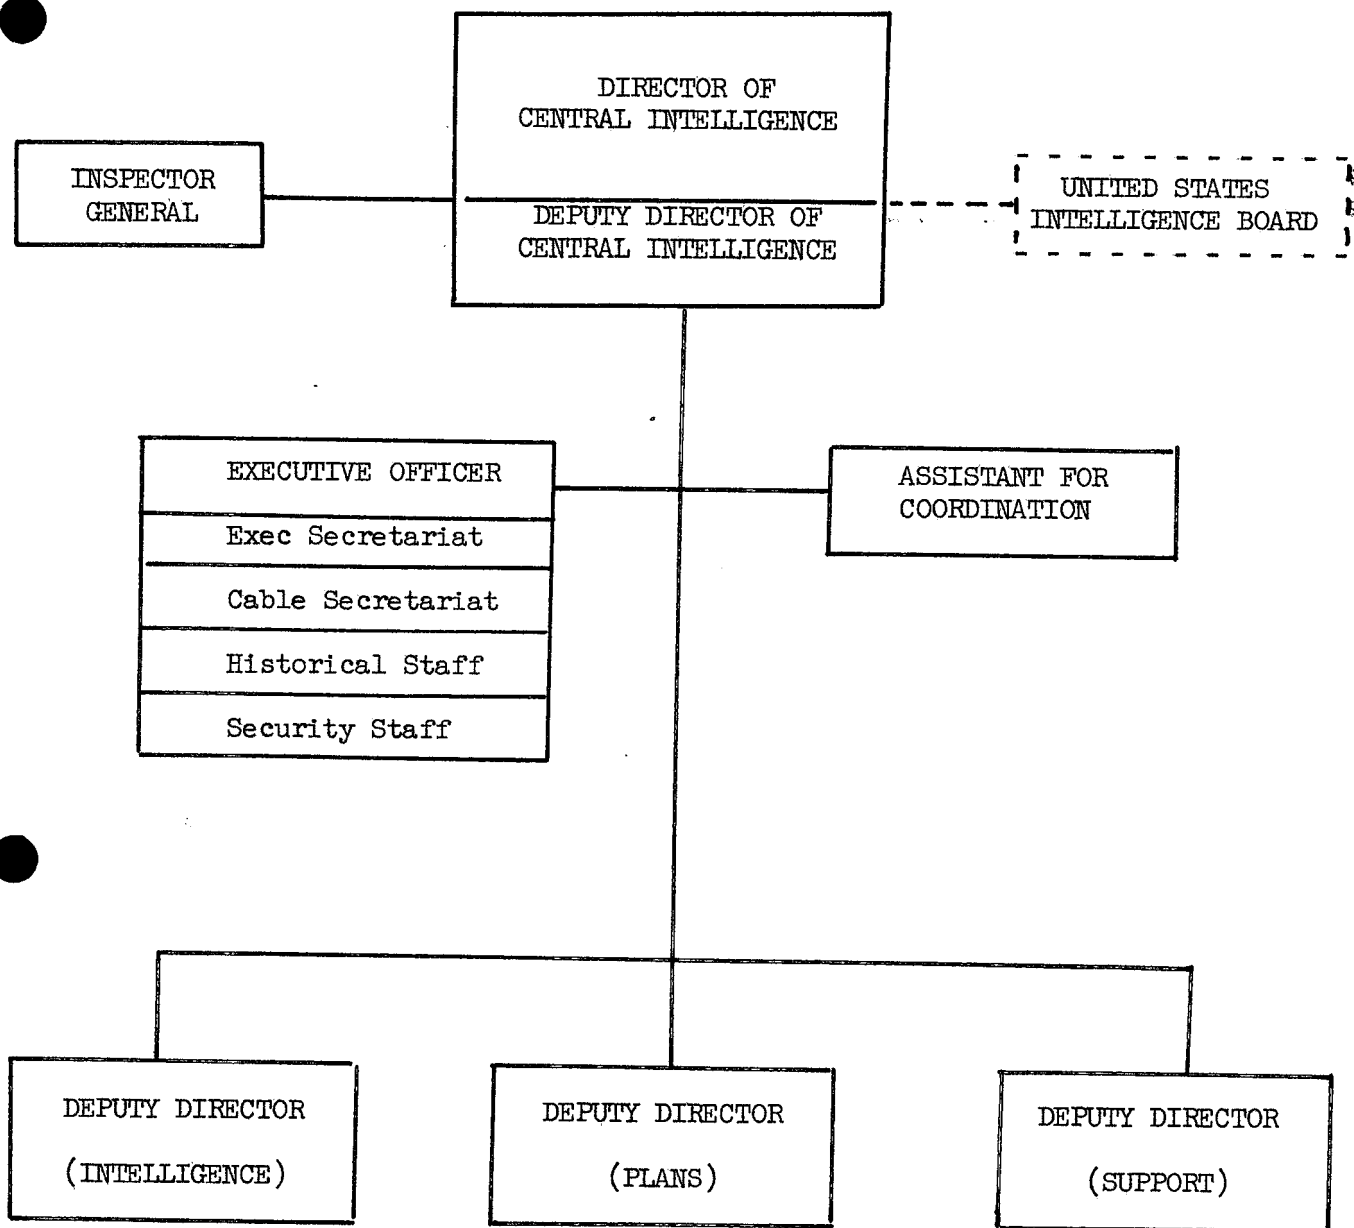 DIRECTOR OF
CENTRAL INTELLIGENCE
INSPECTOR
GENERAL
UNITED STATES
INTELLIGENCE BOARD
DEPUTY DIRECTOR OF
CENTRAL INTELLIGENCE
EXECUTIVE OFFICER
Exec Secretariat
Cable Secretariat
Historical Staff
Security Staff
ASSISTANT FOR
COORDINATION
DEPUTY DIRECTOR
(INTELLIGENCE)
DEPUTY DIRECTOR
(PLANS)
DEPUTY DIRECTOR
(SUPPORT)